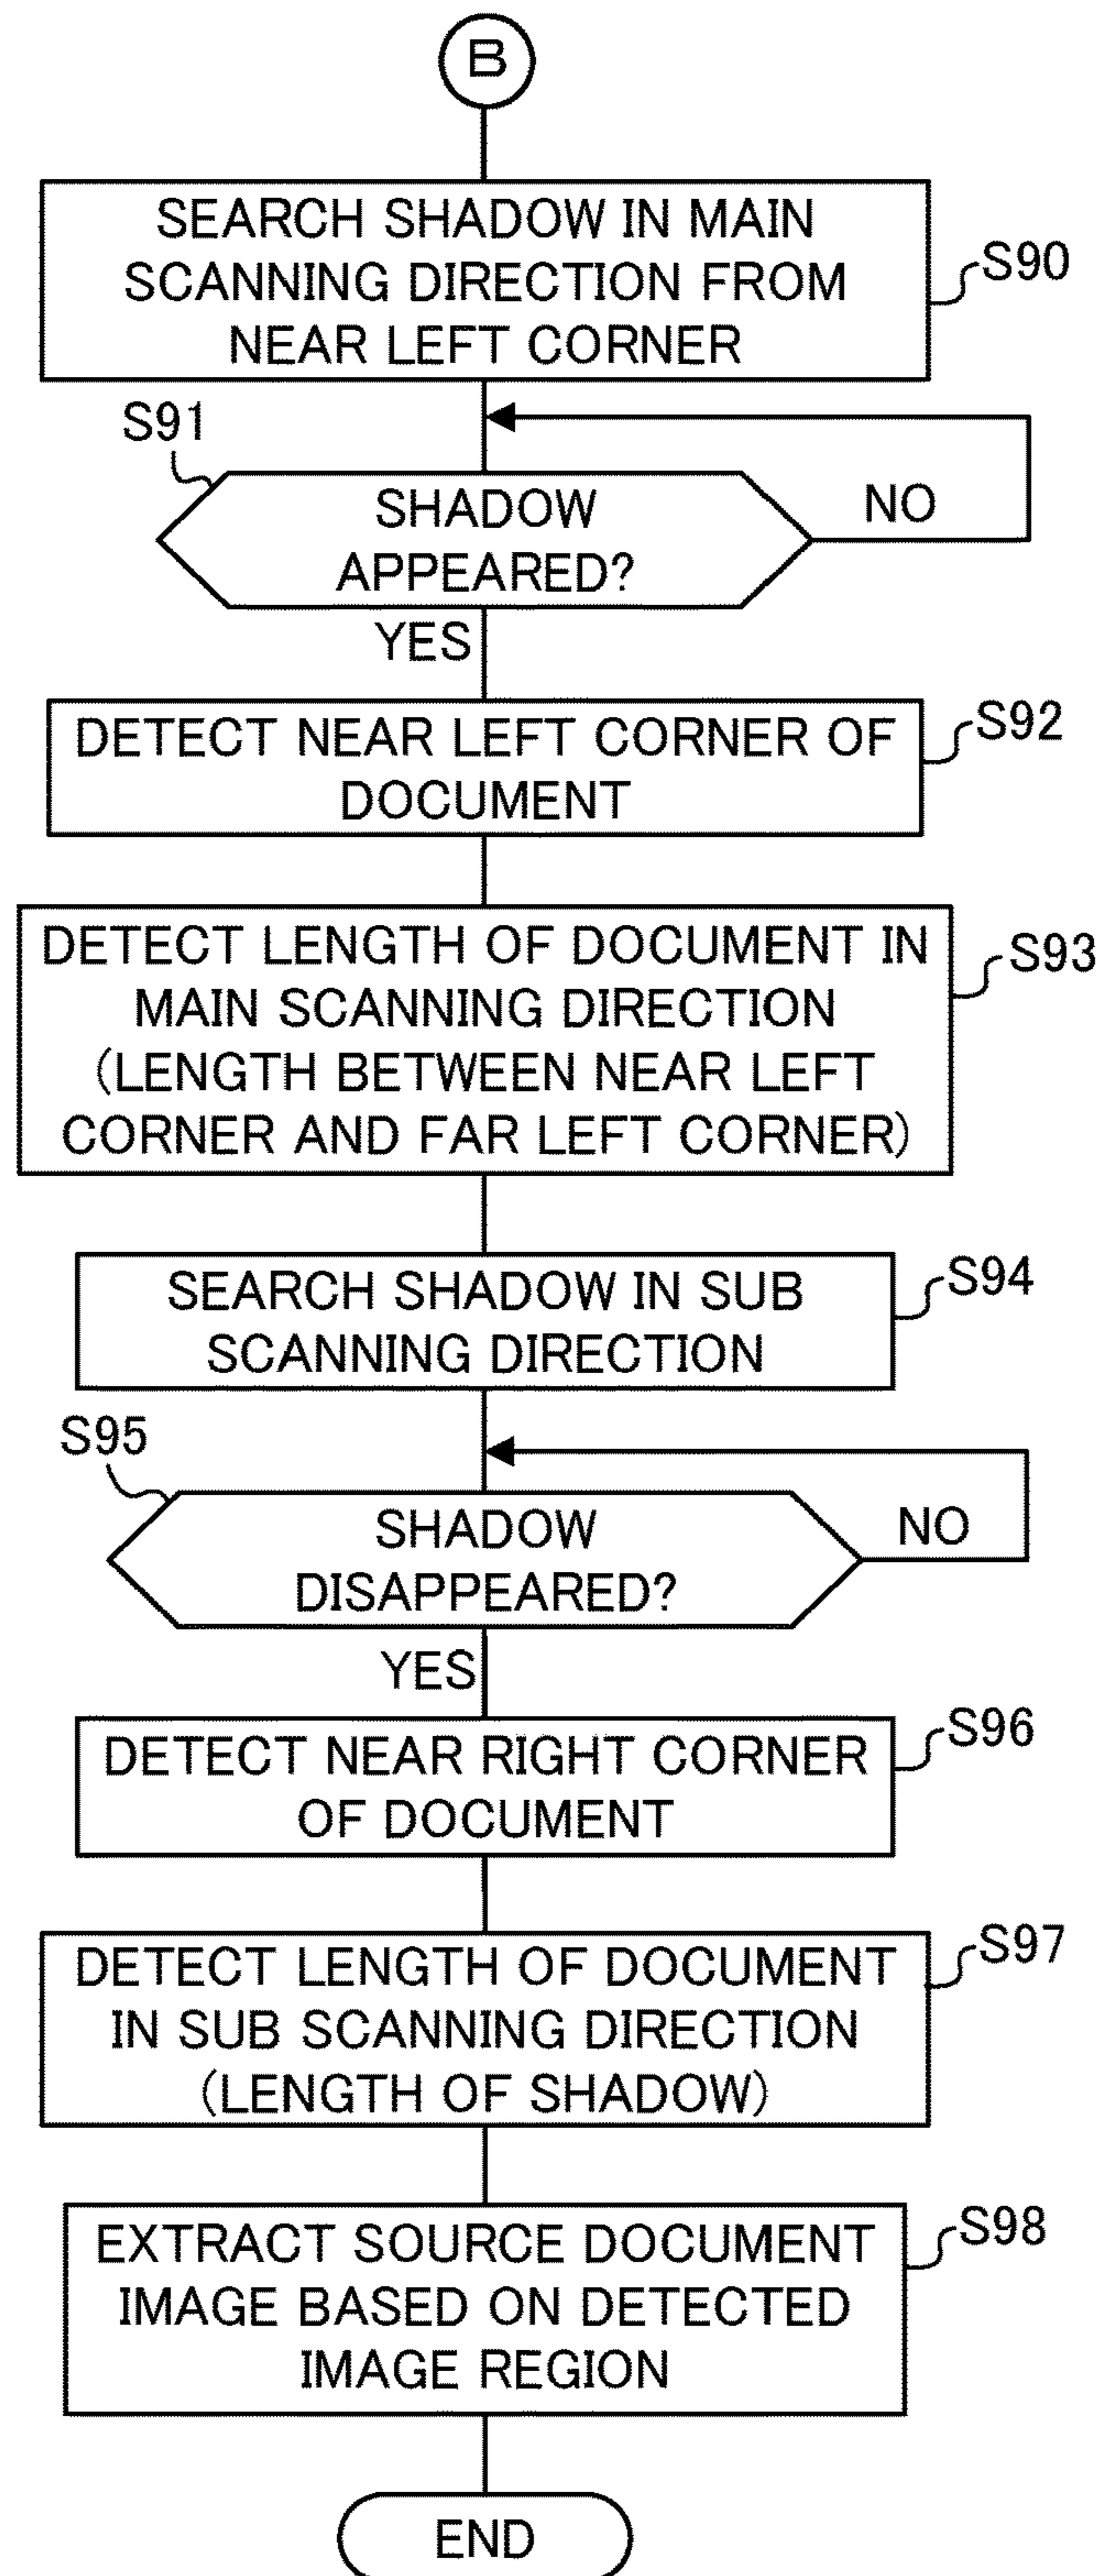 B
SEARCH SHADOW IN MAIN
SCANNING DIRECTION FROM
NEAR LEFT CORNER
S90
S91
SHADOW
APPEARED?
NO
YES
DETECT NEAR LEFT CORNER OF
DOCUMENT
S92
DETECT LENGTH OF DOCUMENT IN
MAIN SCANNING DIRECTION
(LENGTH BETWEEN NEAR LEFT
CORNER AND FAR LEFT CORNER)
S93
SEARCH SHADOW IN SUB
SCANNING DIRECTION
S94
S95
SHADOW
DISAPPEARED?
NO
YES
DETECT NEAR RIGHT CORNER
OF DOCUMENT
S96
DETECT LENGTH OF DOCUMENT
IN SUB SCANNING DIRECTION
(LENGTH OF SHADOW)
S97
EXTRACT SOURCE DOCUMENT
IMAGE BASED ON DETECTED
IMAGE REGION
S98
END